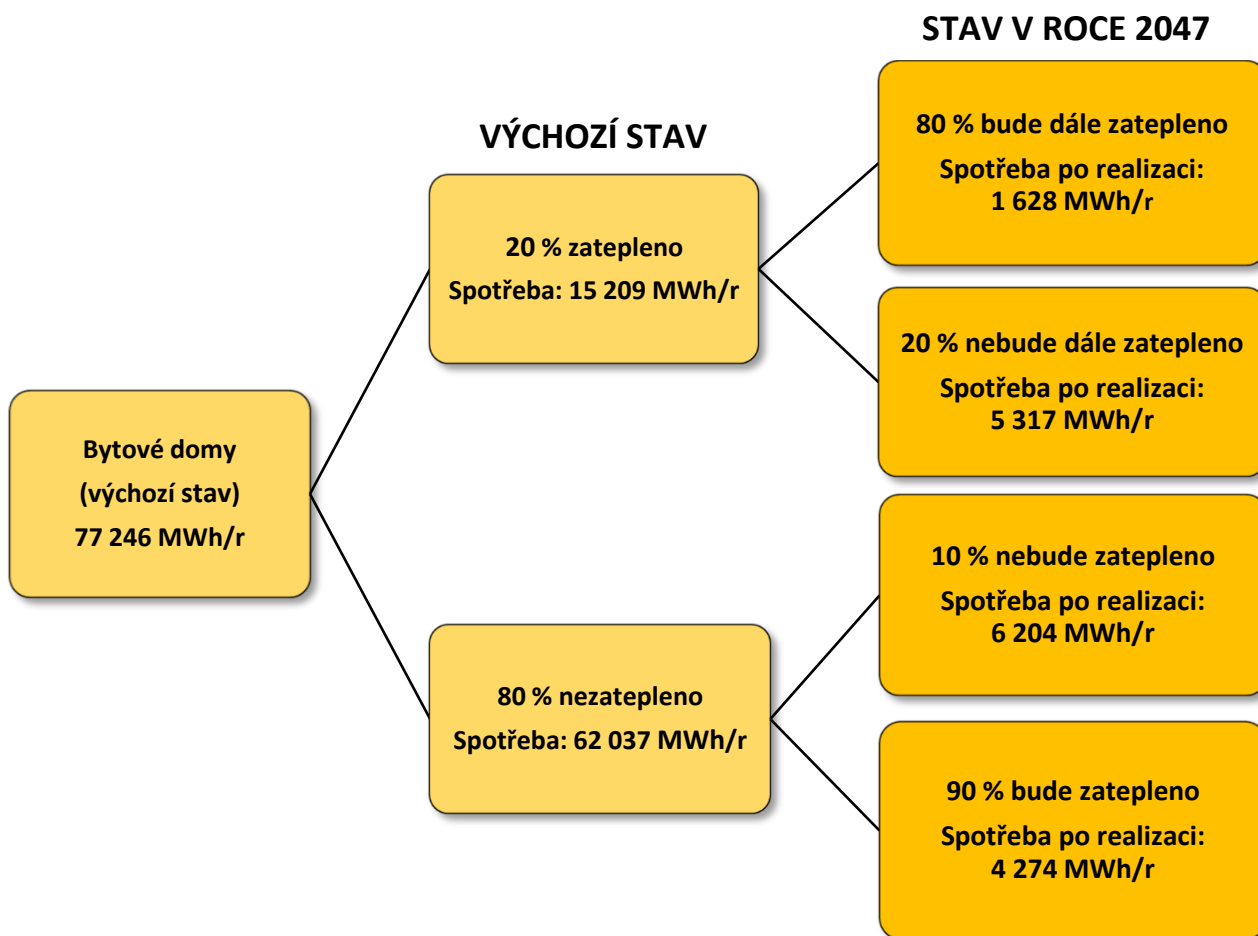 STAV V ROCE 2047
VÝCHOZÍ STAV
Bytové domy
(výchozí stav)
77 246 MWh/r
20 % zatepleno
Spotřeba: 15 209 MWh/r
80 % nezatepleno
Spotřeba: 62 037 MWh/r
80 % bude dále zatepleno
Spotřeba po realizaci:
1 628 MWh/r
20 % nebude dále zatepleno
Spotřeba po realizaci:
5 317 MWh/r
10 % nebude zatepleno
Spotřeba po realizaci:
6 204 MWh/r
90 % bude zatepleno
Spotřeba po realizaci:
4 274 MWh/r